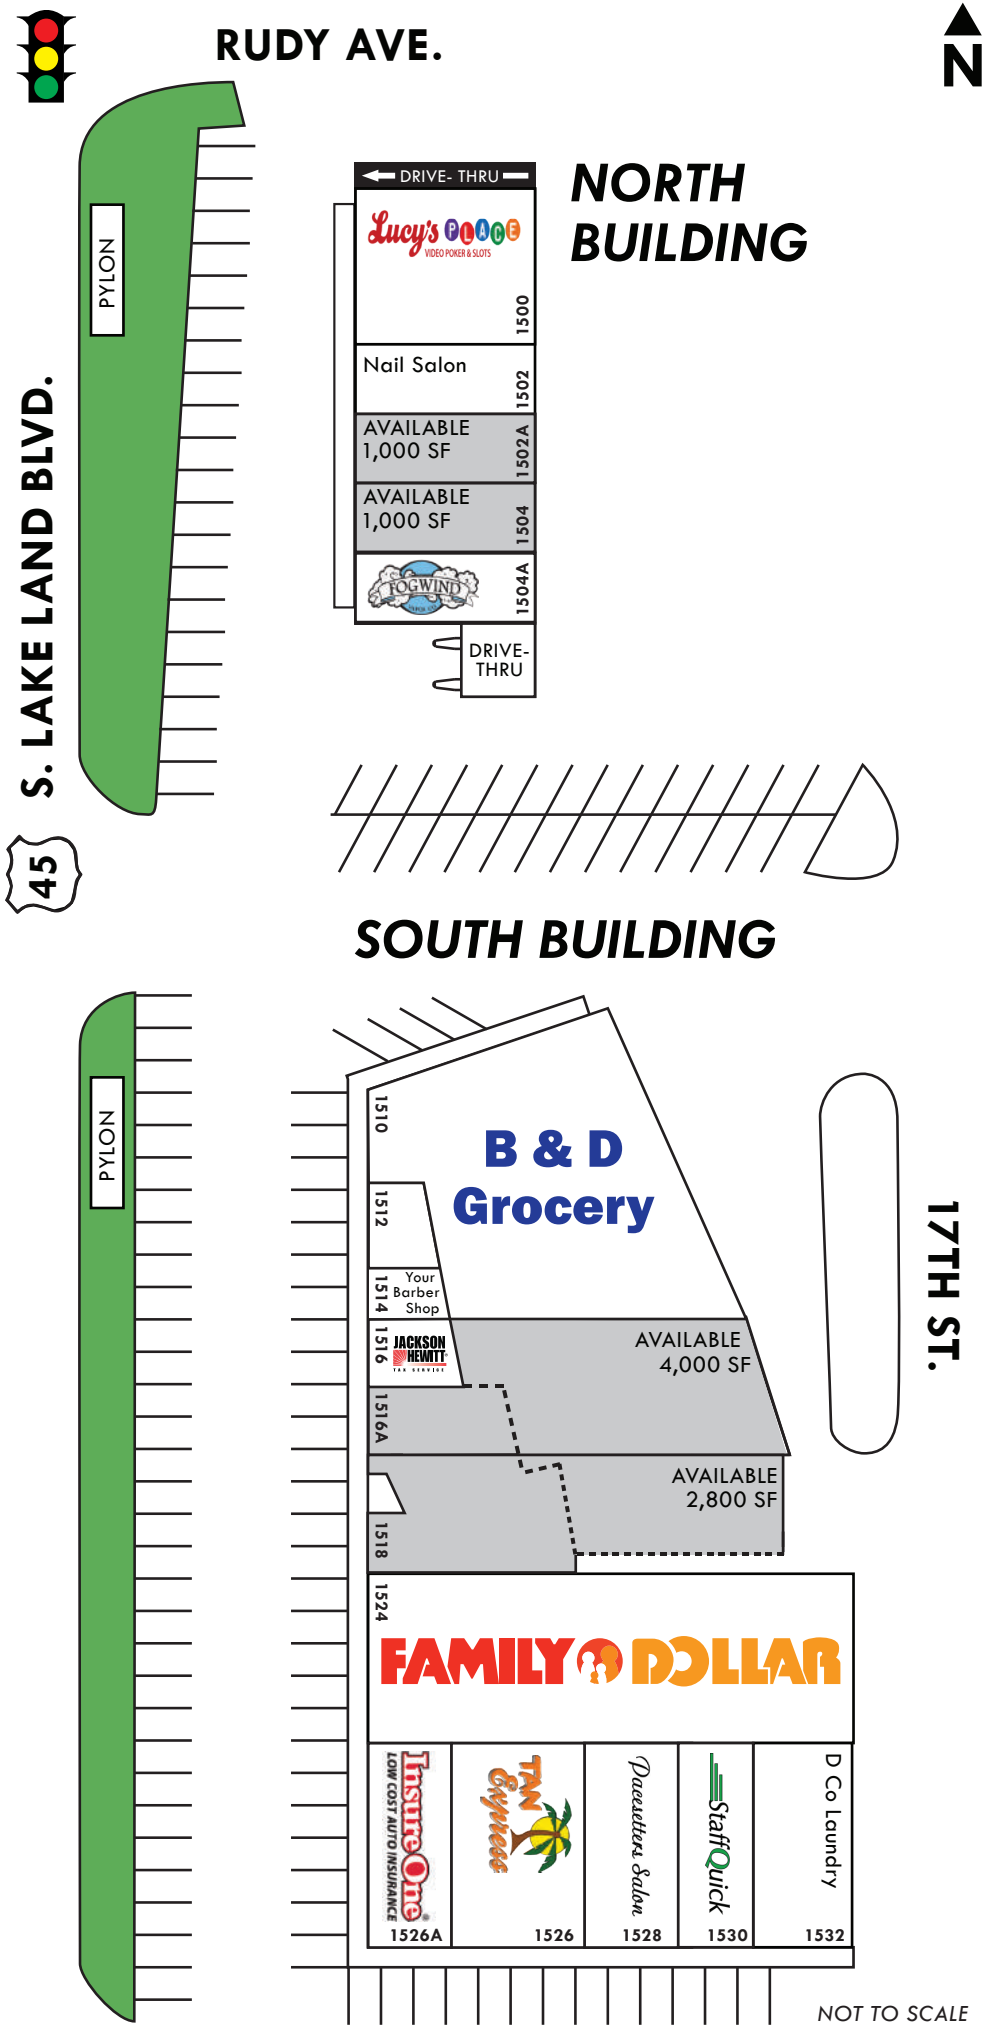 RUDY AVE.
N
DRIVE- THRU
NORTH
BUILDING
Lucy's PLACE
VIDEO POKER & SLOTS
1500
PYLON
Nail Salon
1502
AVAILABLE
1,000 SF
1502A
AVAILABLE
1,000 SF
1504
FOGWIND
VAPOR CO.
1504A
DRIVE-
THRU
S. LAKE LAND BLVD.
45
SOUTH BUILDING
PYLON
1510
B & D
Grocery
1512
1514
Your
Barber
Shop
1516
JACKSON
HEWITT
TAX SERVICE
AVAILABLE
4,000 SF
1516A
AVAILABLE
2,800 SF
1518
17TH ST.
1524
FAMILY DOLLAR
InsureOne
LOW COST AUTO INSURANCE
1526A
TAN
Express
1526
Pacesetters Salon
1528
StaffQuick
1530
D Co Laundry
1532
NOT TO SCALE